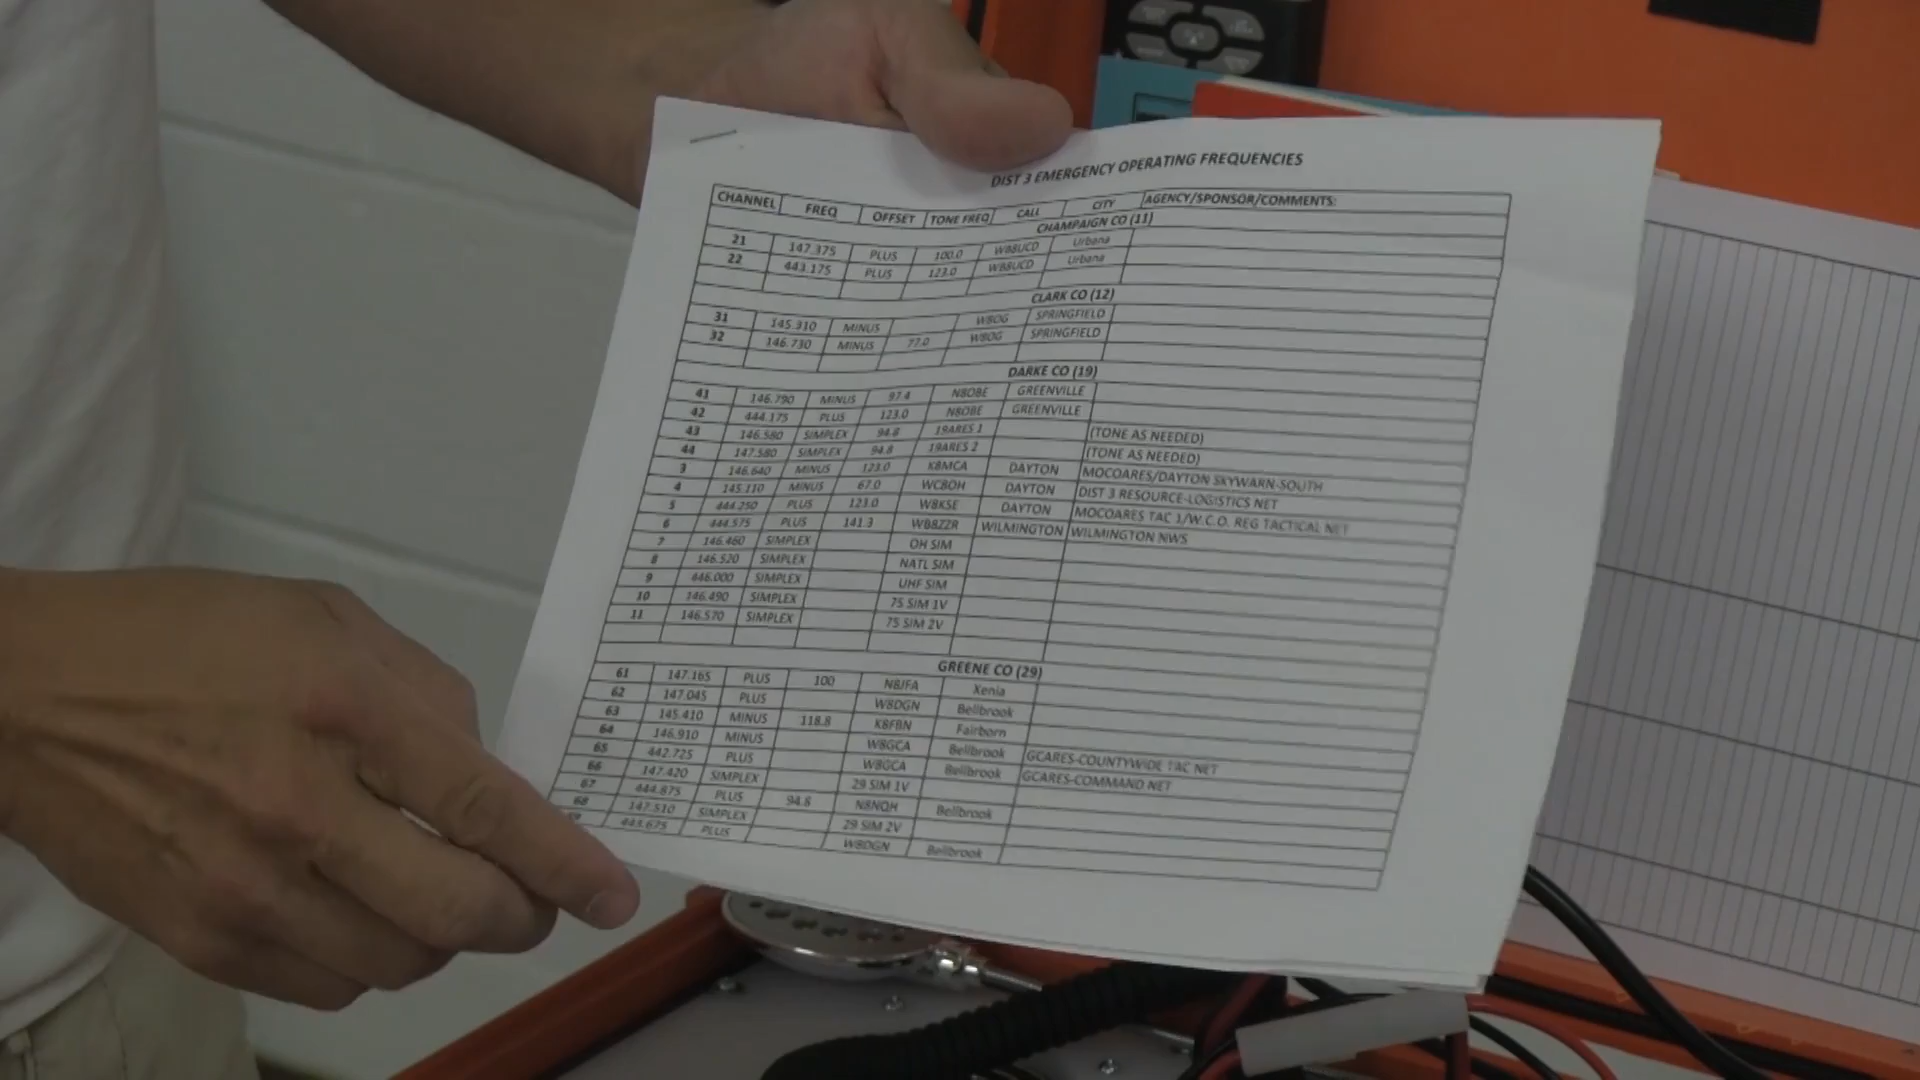 DIST 3 EMERGENCY OPERATING FREQUENCIES
CHANNEL FREQ OFFSET TONE FREQ CALL CITY AGENCY/SPONSOR/COMMENTS:
CHAMPAIGN CO (11)
21 147.375 PLUS 100.0 WB8UCD Urbana
22 443.175 PLUS 123.0 WB8UCD Urbana
CLARK CO (12)
31 145.310 MINUS W8OG SPRINGFIELD
32 146.730 MINUS 77.0 W8OG SPRINGFIELD
DARKE CO (19)
41 146.790 MINUS 97.4 N8OBE GREENVILLE
42 444.175 PLUS 123.0 N8OBE GREENVILLE
43 146.580 SIMPLEX 94.8 19ARES 1 (TONE AS NEEDED)
44 147.580 SIMPLEX 94.8 19ARES 2 (TONE AS NEEDED)
3 146.640 MINUS 123.0 K8MCA DAYTON MOCOARES/DAYTON SKYWARN-SOUTH
4 145.110 MINUS 67.0 WC8OH DAYTON DIST 3 RESOURCE-LOGISTICS NET
5 444.250 PLUS 123.0 W8KSE DAYTON MOCOARES TAC 1/W.C.O. REG TACTICAL NET
6 444.575 PLUS 141.3 WB8ZZR WILMINGTON WILMINGTON NWS
7 146.460 SIMPLEX OH SIM
8 146.520 SIMPLEX NATL SIM
9 446.000 SIMPLEX UHF SIM
10 146.490 SIMPLEX 75 SIM 1V
11 146.570 SIMPLEX 75 SIM 2V
GREENE CO (29)
61 147.165 PLUS 100 N8JFA Xenia
62 147.045 PLUS W8DGN Bellbrook
63 145.410 MINUS 118.8 K8FBN Fairborn
64 146.910 MINUS W8GCA Bellbrook GCARES-COUNTYWIDE TAC NET
65 442.725 PLUS W8GCA Bellbrook GCARES-COMMAND NET
66 147.420 SIMPLEX 29 SIM 1V
67 444.875 PLUS 94.8 N8NQH Bellbrook
68 147.510 SIMPLEX 29 SIM 2V
443.675 PLUS W8DGN Bellbrook